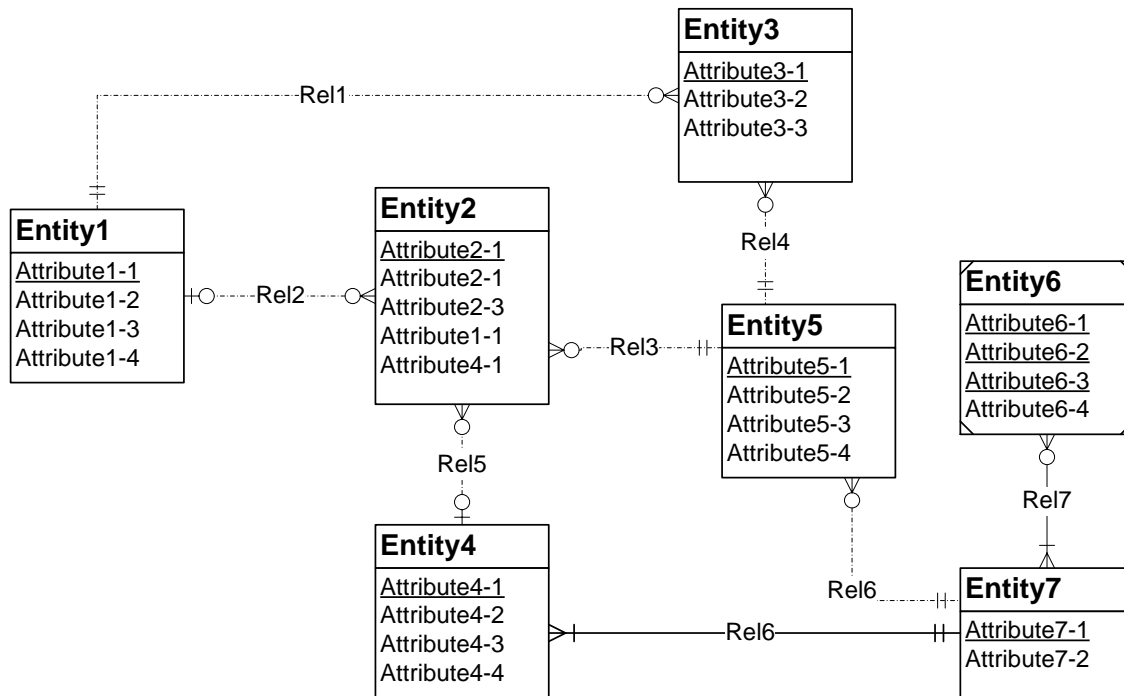 Entity3
Attribute3-1
Attribute3-2
Attribute3-3
Rel1
Entity1
Attribute1-1
Attribute1-2
Attribute1-3
Attribute1-4
Rel2
Entity2
Attribute2-1
Attribute2-1
Attribute2-3
Attribute1-1
Attribute4-1
Rel4
Rel3
Entity5
Attribute5-1
Attribute5-2
Attribute5-3
Attribute5-4
Entity6
Attribute6-1
Attribute6-2
Attribute6-3
Attribute6-4
Rel5
Rel7
Entity4
Attribute4-1
Attribute4-2
Attribute4-3
Attribute4-4
Rel6
Rel6
Entity7
Attribute7-1
Attribute7-2